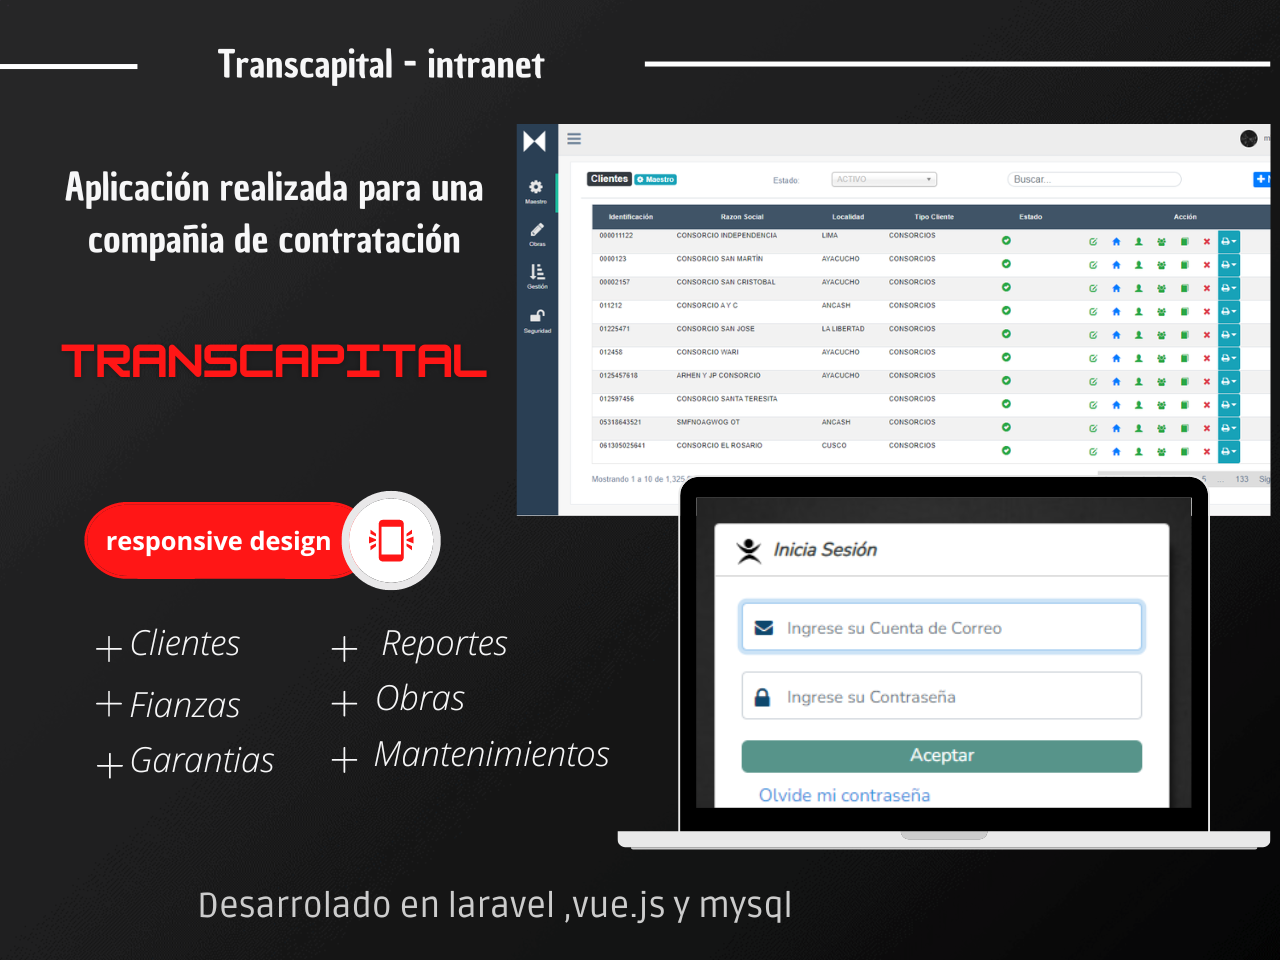 Transcapital - intranet
Aplicación realizada para una
compañia de contratación
TRANSCAPITAL
responsive design
Clientes
Fianzas
Garantias
Reportes
Obras
Mantenimientos
Maestro
Obras
Gestión
Seguridad
Clientes Maestro Estado: ACTIVO Buscar...
Identificación Razon Social Localidad Tipo Cliente Estado Acción
000011122 CONSORCIO INDEPENDENCIA LIMA CONSORCIOS
0000123 CONSORCIO SAN MARTÍN AYACUCHO CONSORCIOS
00002157 CONSORCIO SAN CRISTOBAL AYACUCHO CONSORCIOS
011212 CONSORCIO A Y C ANCASH CONSORCIOS
01225471 CONSORCIO SAN JOSE LA LIBERTAD CONSORCIOS
012458 CONSORCIO WARI AYACUCHO CONSORCIOS
0125457618 ARHEN Y JP CONSORCIO AYACUCHO CONSORCIOS
012597456 CONSORCIO SANTA TERESITA CONSORCIOS
05318643521 SMFNOAGWOG OT ANCASH CONSORCIOS
061305025641 CONSORCIO EL ROSARIO CUSCO CONSORCIOS
Mostrando 1 a 10 de 1,325 ... 133 Sig
Inicia Sesión
Ingrese su Cuenta de Correo
Ingrese su Contraseña
Aceptar
Olvide mi contraseña
Desarrolado en laravel ,vue.js y mysql